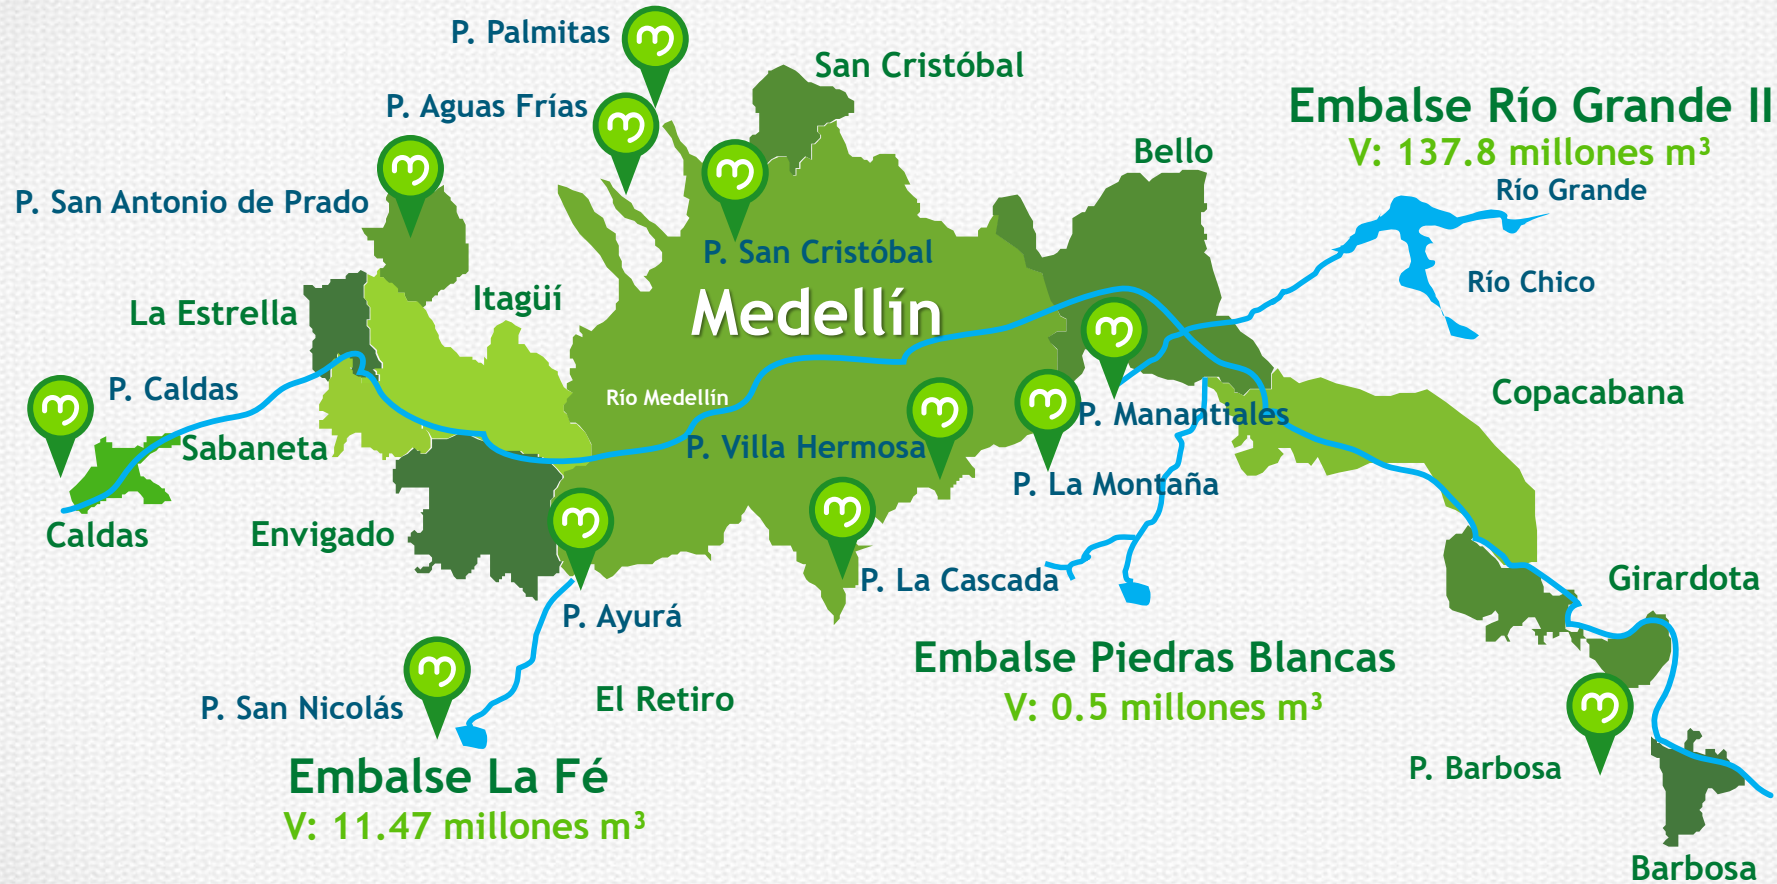 P. Palmitas
San Cristóbal
P. Aguas Frías
Embalse Río Grande II
V: 137.8 millones m³
Bello
Río Grande
P. San Antonio de Prado
P. San Cristóbal
Río Chico
Itagüí
La Estrella
Medellín
P. Caldas
Río Medellín
Copacabana
P. Manantiales
Sabaneta
P. Villa Hermosa
P. La Montaña
Caldas
Envigado
P. La Cascada
Girardota
P. Ayurá
Embalse Piedras Blancas
V: 0.5 millones m³
El Retiro
P. San Nicolás
Embalse La Fé
V: 11.47 millones m³
P. Barbosa
Barbosa